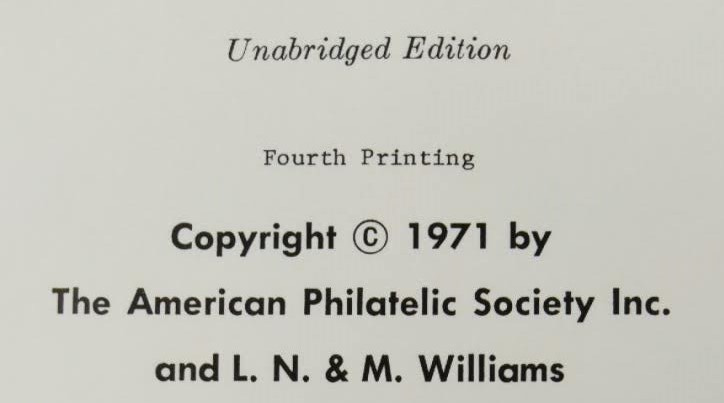 Unabridged Edition
Fourth Printing
Copyright © 1971 by
The American Philatelic Society Inc.
and L. N. & M. Williams